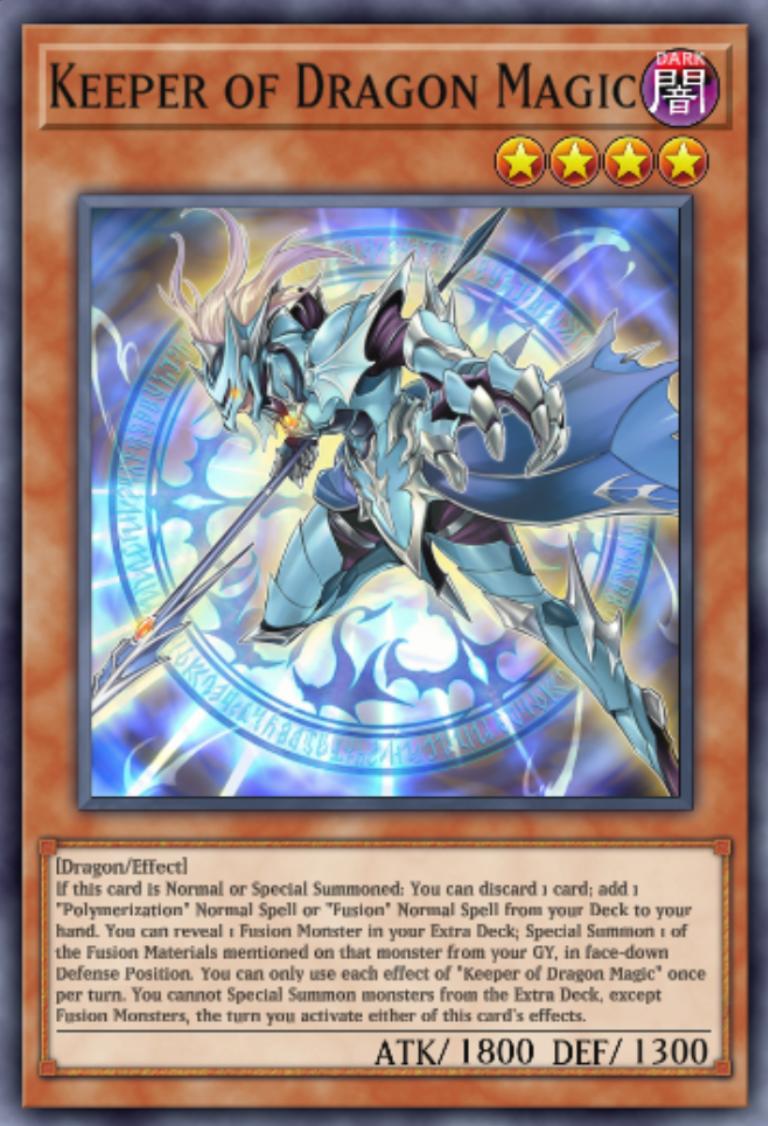 Keeper of Dragon Magic
DARK
闇
[Dragon/Effect]
If this card is Normal or Special Summoned: You can discard 1 card; add 1
"Polymerization" Normal Spell or "Fusion" Normal Spell from your Deck to your
hand. You can reveal 1 Fusion Monster in your Extra Deck; Special Summon 1 of
the Fusion Materials mentioned on that monster from your GY, in face-down
Defense Position. You can only use each effect of "Keeper of Dragon Magic" once
per turn. You cannot Special Summon monsters from the Extra Deck, except
Fusion Monsters, the turn you activate either of this card's effects.
ATK/ 1800 DEF/ 1300